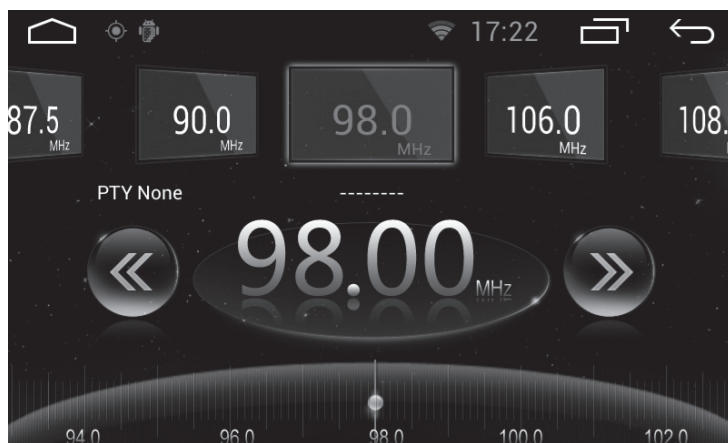 17:22
87.5 MHz 90.0 MHz 98.0 MHz 106.0 MHz 108.
PTY None --------
98.00 MHz
94.0 96.0 98.0 100.0 102.0